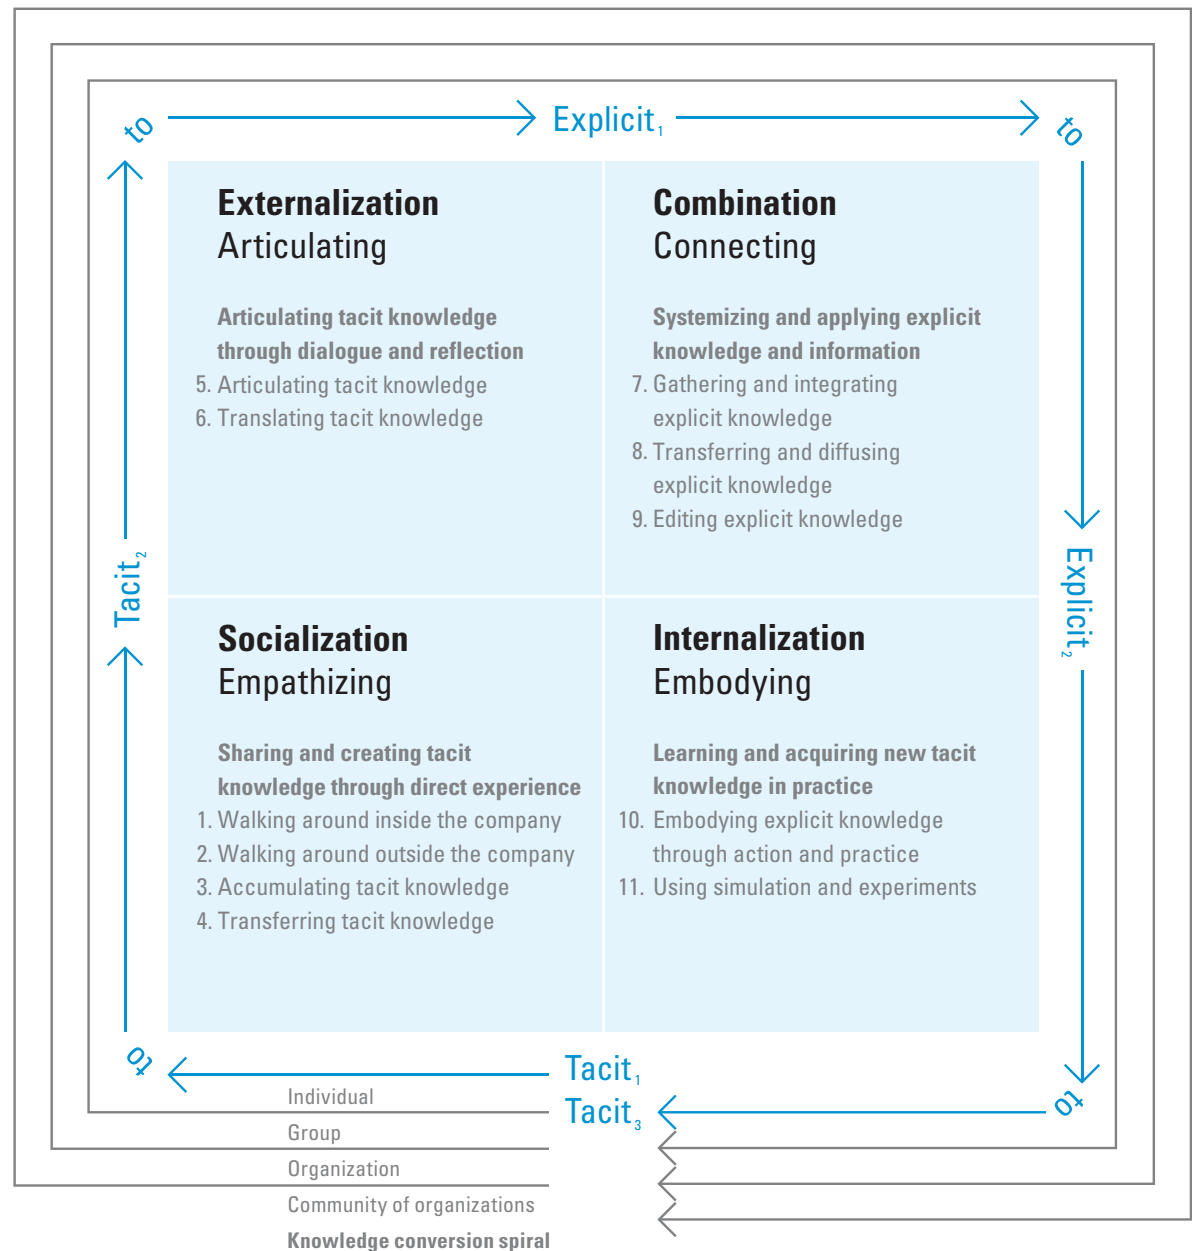 to
Explicit₁
to
Externalization
Articulating
Articulating tacit knowledge
through dialogue and reflection
5. Articulating tacit knowledge
6. Translating tacit knowledge
Combination
Connecting
Systemizing and applying explicit
knowledge and information
7. Gathering and integrating
explicit knowledge
8. Transferring and diffusing
explicit knowledge
9. Editing explicit knowledge
Tacit₂
Explicit₂
Socialization
Empathizing
Sharing and creating tacit
knowledge through direct experience
1. Walking around inside the company
2. Walking around outside the company
3. Accumulating tacit knowledge
4. Transferring tacit knowledge
Internalization
Embodying
Learning and acquiring new tacit
knowledge in practice
10. Embodying explicit knowledge
through action and practice
11. Using simulation and experiments
to
Tacit₁
Tacit₃
to
Individual
Group
Organization
Community of organizations
Knowledge conversion spiral